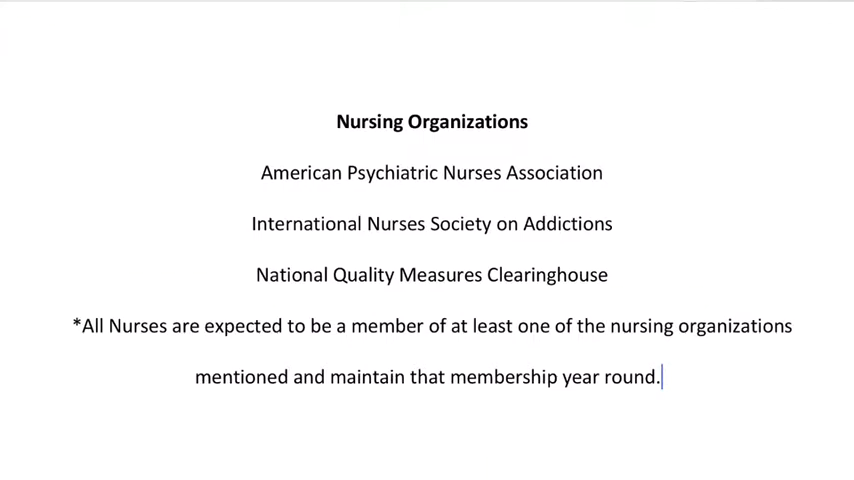 Nursing Organizations
American Psychiatric Nurses Association
International Nurses Society on Addictions
National Quality Measures Clearinghouse
*All Nurses are expected to be a member of at least one of the nursing organizations
mentioned and maintain that membership year round.